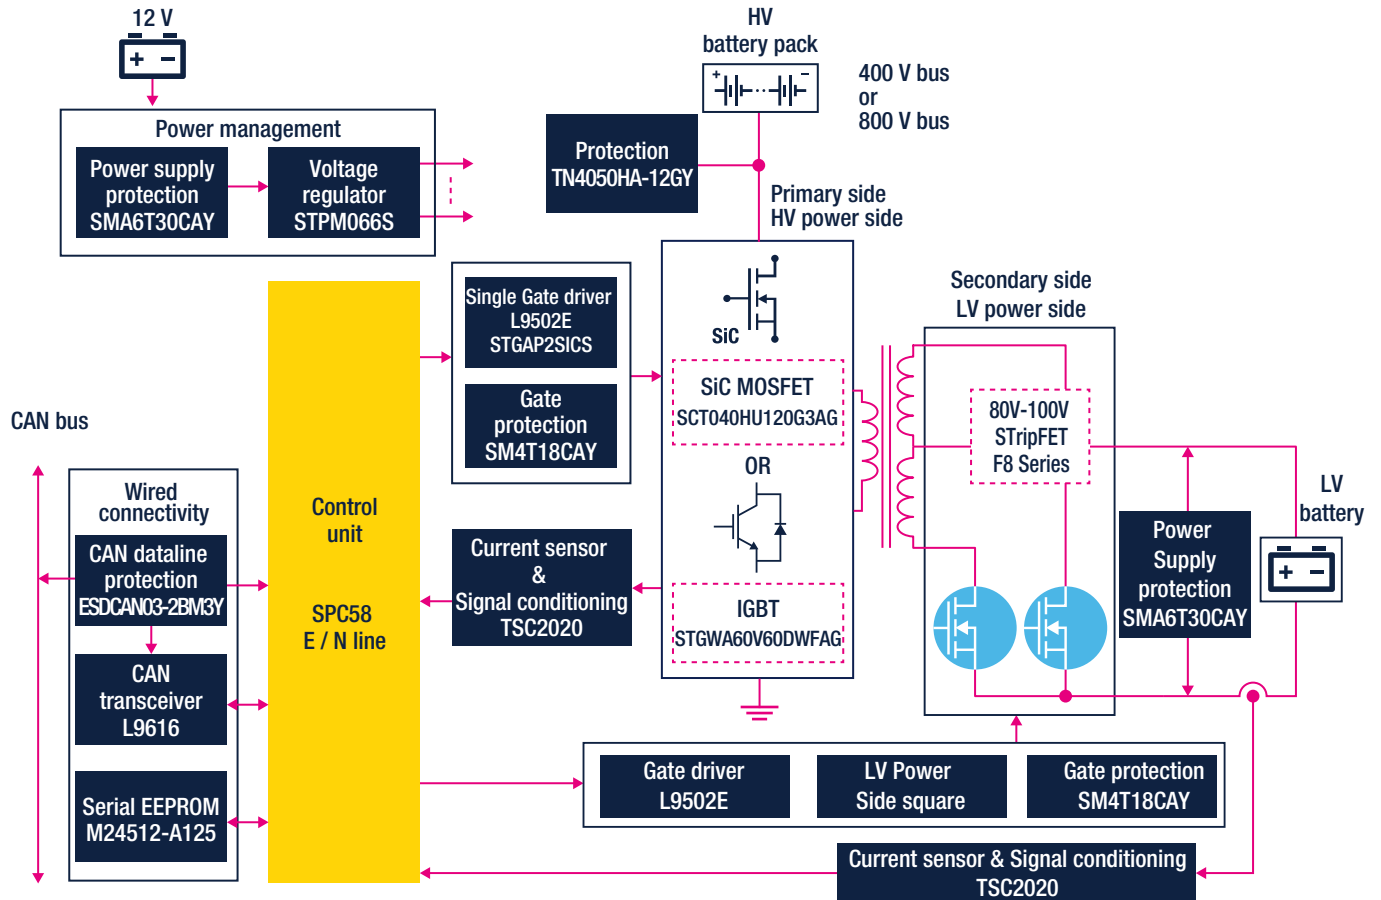 12 V
Power management
Power supply
protection
SMA6T30CAY
Voltage
regulator
STPM066S
HV
battery pack
400 V bus
or
800 V bus
Protection
TN4050HA-12GY
Primary side
HV power side
Single Gate driver
L9502E
STGAP2SICS
Gate
protection
SM4T18CAY
SiC
SiC MOSFET
SCT040HU120G3AG
OR
IGBT
STGWA60V60DWFAG
Secondary side
LV power side
80V-100V
STripFET
F8 Series
LV
battery
Power
Supply
protection
SMA6T30CAY
CAN bus
Wired
connectivity
CAN dataline
protection
ESDCAN03-2BM3Y
CAN
transceiver
L9616
Serial EEPROM
M24512-A125
Control
unit
SPC58
E / N line
Current sensor
&
Signal conditioning
TSC2020
Gate driver
L9502E
LV Power
Side square
Gate protection
SM4T18CAY
Current sensor & Signal conditioning
TSC2020